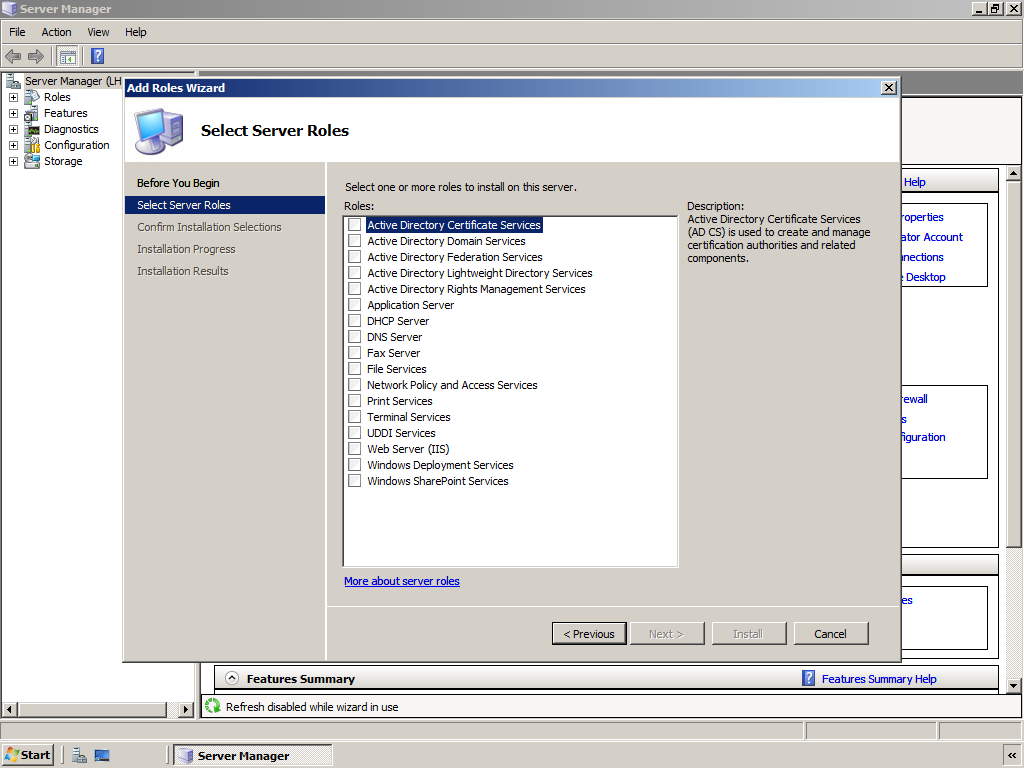 Server Manager
File Action View Help
Server Manager (LH
Roles
Features
Diagnostics
Configuration
Storage
Add Roles Wizard
Select Server Roles
Before You Begin
Select Server Roles
Confirm Installation Selections
Installation Progress
Installation Results
Select one or more roles to install on this server.
Roles:
Active Directory Certificate Services
Active Directory Domain Services
Active Directory Federation Services
Active Directory Lightweight Directory Services
Active Directory Rights Management Services
Application Server
DHCP Server
DNS Server
Fax Server
File Services
Network Policy and Access Services
Print Services
Terminal Services
UDDI Services
Web Server (IIS)
Windows Deployment Services
Windows SharePoint Services
More about server roles
Description:
Active Directory Certificate Services
(AD CS) is used to create and manage
certification authorities and related
components.
< Previous Next > Install Cancel
Help
roperties
ator Account
nnections
e Desktop
rewall
s
figuration
es
Features Summary
Features Summary Help
Refresh disabled while wizard in use
Start
Server Manager